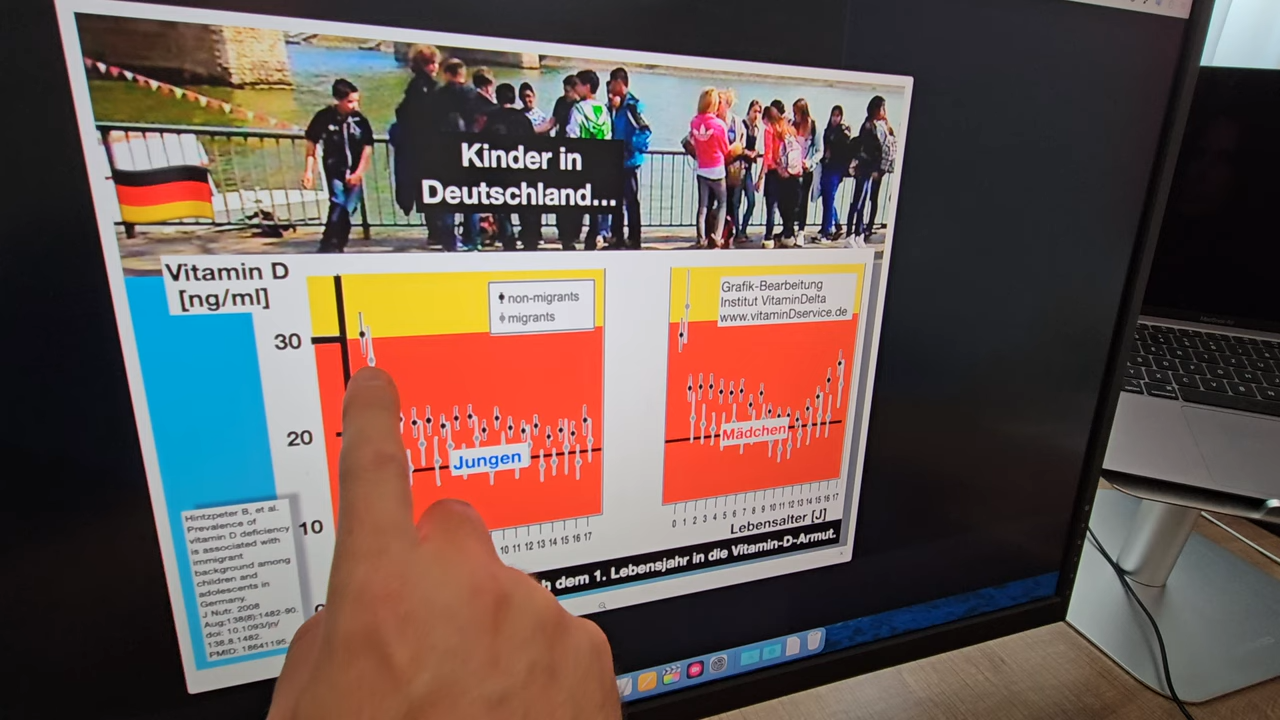 Kinder in
Deutschland...
Vitamin D
[ng/ml]
30
20
10
non-migrants
migrants
Jungen
10 11 12 13 14 15 16 17
Grafik-Bearbeitung
Institut VitaminDelta
www.vitaminDservice.de
Mädchen
0 1 2 3 4 5 6 7 8 9 10 11 12 13 14 15 16 17
Lebensalter [J]
dem 1. Lebensjahr in die Vitamin-D-Armut.
Hintzpeter B, et al.
Prevalence of
vitamin D deficiency
is associated with
immigrant
background among
children and
adolescents in
Germany.
J Nutr. 2008
Aug;138(8):1482-90.
doi: 10.1093/jn/
138.8.1482.
PMID: 18641195.